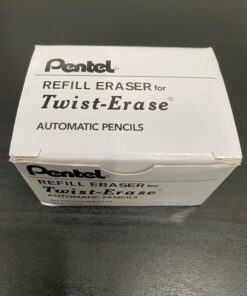 Pentel®
REFILL ERASER for
Twist-Erase®
AUTOMATIC PENCILS
Pentel
REFILL ERASER for
Twist-Erase
AUTOMATIC PENCILS